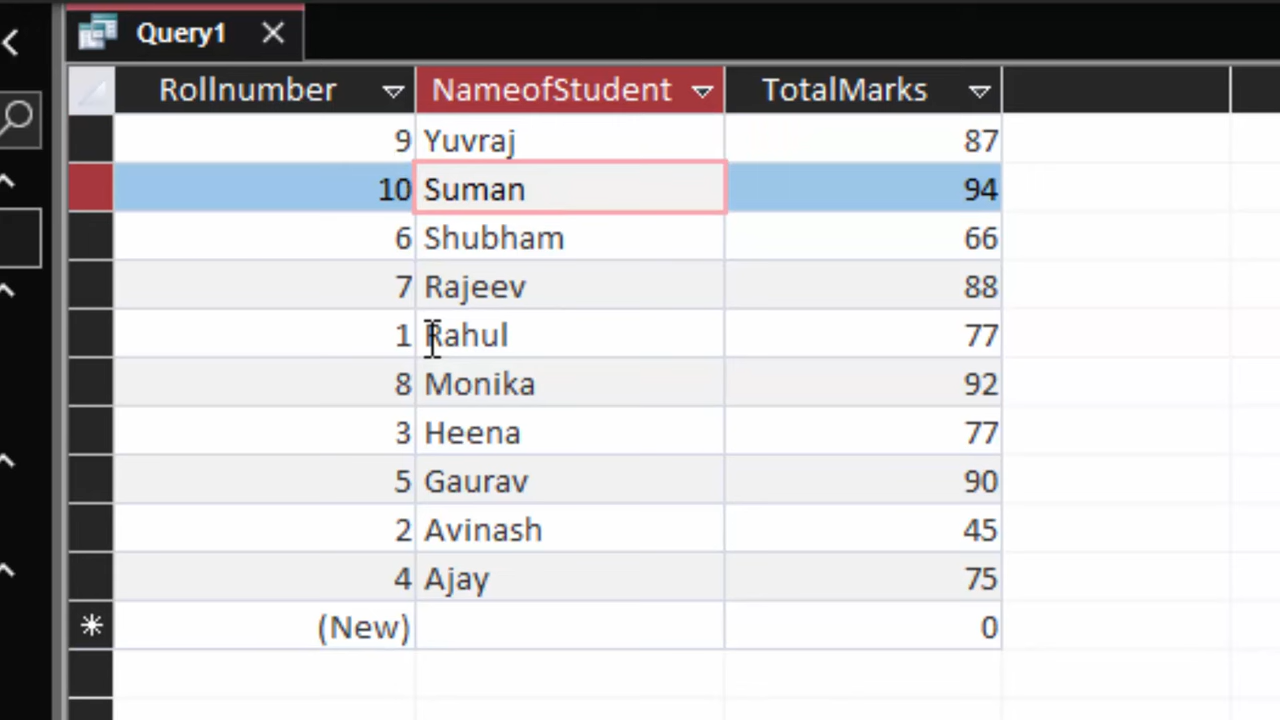 Query1
Rollnumber NameofStudent TotalMarks
9 Yuvraj 87
10 Suman 94
6 Shubham 66
7 Rajeev 88
1 Rahul 77
8 Monika 92
3 Heena 77
5 Gaurav 90
2 Avinash 45
4 Ajay 75
(New) 0